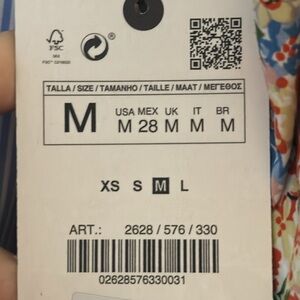 FSC
TALLA / SIZE / TAMANHO / TAILLE / MAAT / ΜΕΓΕΘΟΣ
M
USA MEX UK IT BR
M 28 M M M
XS S M L
ART.: 2628 / 576 / 330
02628576330031